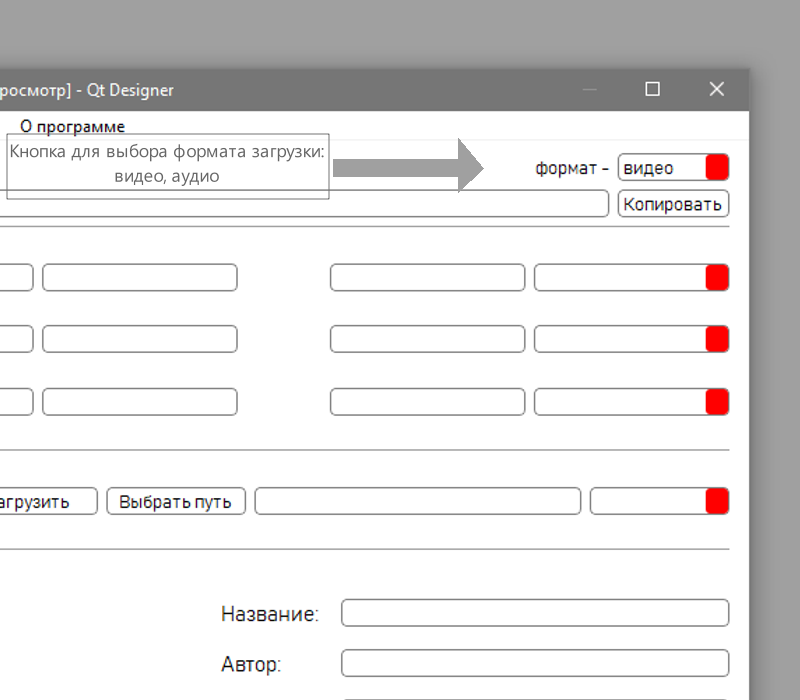 росмотр] - Qt Designer
О программе
Кнопка для выбора формата загрузки:
видео, аудио
формат -
видео
Копировать
агрузить
Выбрать путь
Название:
Автор: